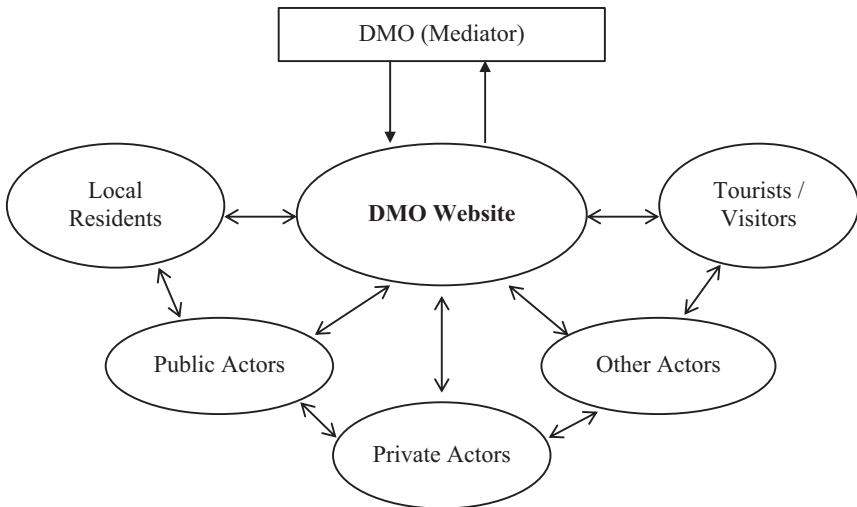 DMO (Mediator)
Local
Residents
DMO Website
Tourists /
Visitors
Public Actors
Other Actors
Private Actors